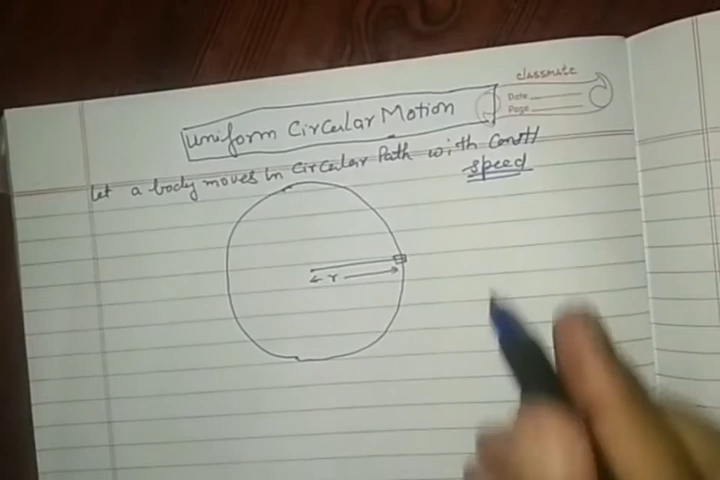 classmate
Date
Page
Uniform Circular Motion
Let a body moves in Circular Path with Constt
speed
r